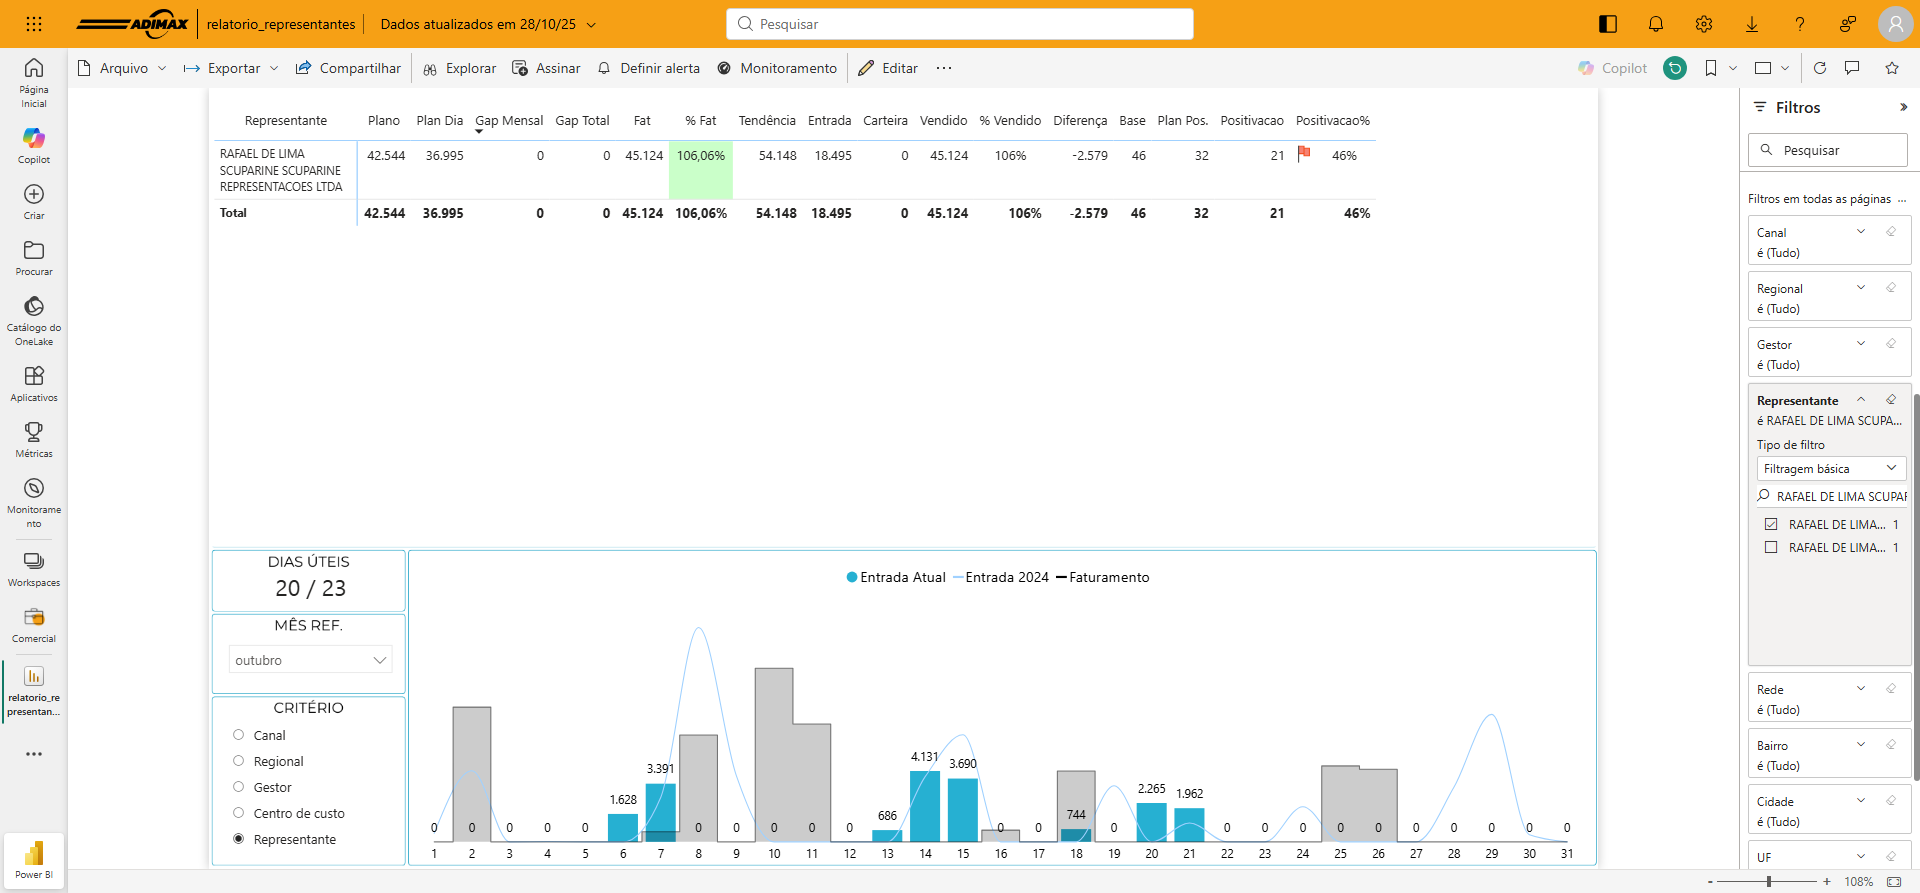 ADIMAX
relatorio_representantes
Dados atualizados em 28/10/25
Pesquisar
Arquivo
Exportar
Compartilhar
Explorar
Assinar
Definir alerta
Monitoramento
Editar
Copilot
Página
Inicial
Copilot
Criar
Procurar
Catálogo do
OneLake
Aplicativos
Métricas
Monitorame
nto
Workspaces
Comercial
relatorio_re
presentan...
Power BI
Representante Plano Plan Dia Gap Mensal Gap Total Fat % Fat Tendência Entrada Carteira Vendido % Vendido Diferença Base Plan Pos. Positivacao Positivacao%
RAFAEL DE LIMA
SCUPARINE SCUPARINE
REPRESENTACOES LTDA
42.544 36.995 0 0 45.124 106,06% 54.148 18.495 0 45.124 106% -2.579 46 32 21 46%
Total 42.544 36.995 0 0 45.124 106,06% 54.148 18.495 0 45.124 106% -2.579 46 32 21 46%
DIAS ÚTEIS
20 / 23
MÊS REF.
outubro
CRITÉRIO
Canal
Regional
Gestor
Centro de custo
Representante
Entrada Atual Entrada 2024 Faturamento
0 0 0 0 0 1.628 3.391 0 0 0 0 0 686 4.131 3.690 0 0 744 0 2.265 1.962 0 0 0 0 0 0 0 0 0 0
1 2 3 4 5 6 7 8 9 10 11 12 13 14 15 16 17 18 19 20 21 22 23 24 25 26 27 28 29 30 31
Filtros
Pesquisar
Filtros em todas as páginas ...
Canal
é (Tudo)
Regional
é (Tudo)
Gestor
é (Tudo)
Representante
é RAFAEL DE LIMA SCUPA...
Tipo de filtro
Filtragem básica
RAFAEL DE LIMA SCUPAR
RAFAEL DE LIMA... 1
RAFAEL DE LIMA... 1
Rede
é (Tudo)
Bairro
é (Tudo)
Cidade
é (Tudo)
UF
- + 108%